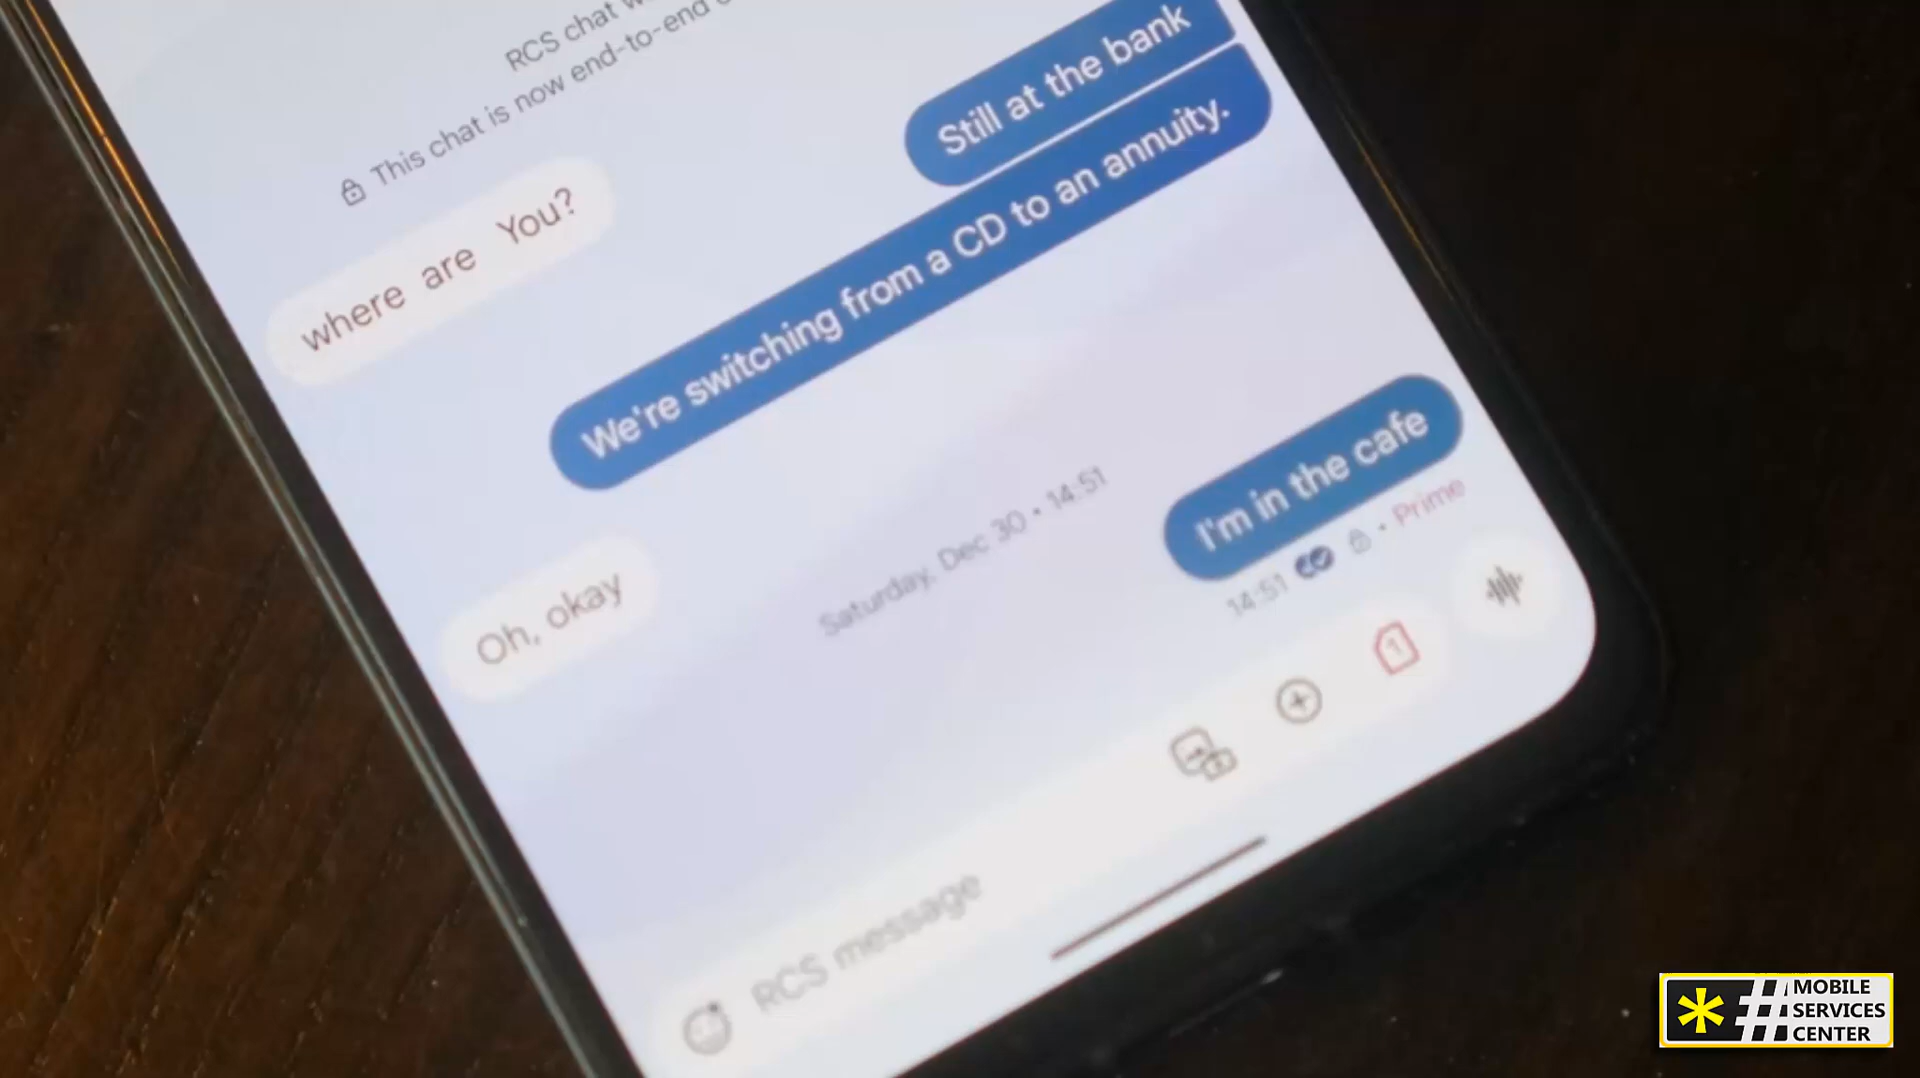 RCS chat
This chat is now end-to-end
Still at the bank
where are You?
We're switching from a CD to an annuity.
Oh, okay
Saturday, Dec 30 • 14:51
I'm in the cafe
14:51 • Prime
1
RCS message
MOBILE
SERVICES
CENTER